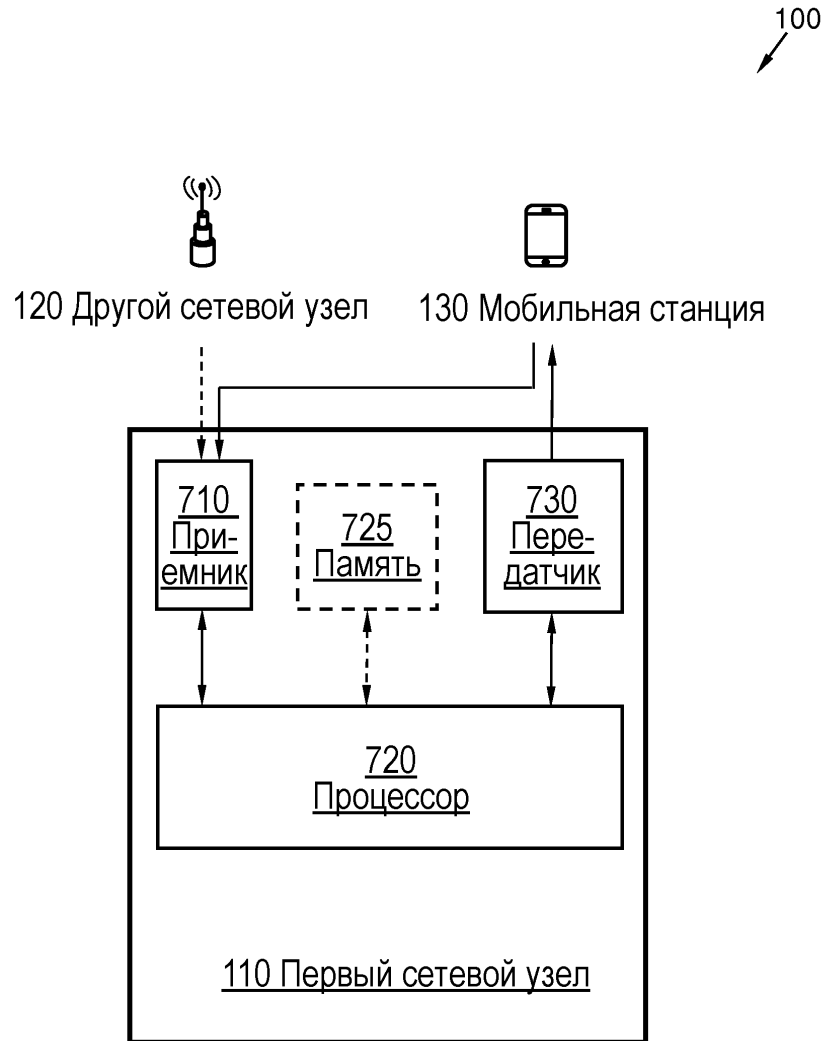 100
120 Другой сетевой узел
130 Мобильная станция
710
При-
емник
725
Память
730
Пере-
датчик
720
Процессор
110 Первый сетевой узел